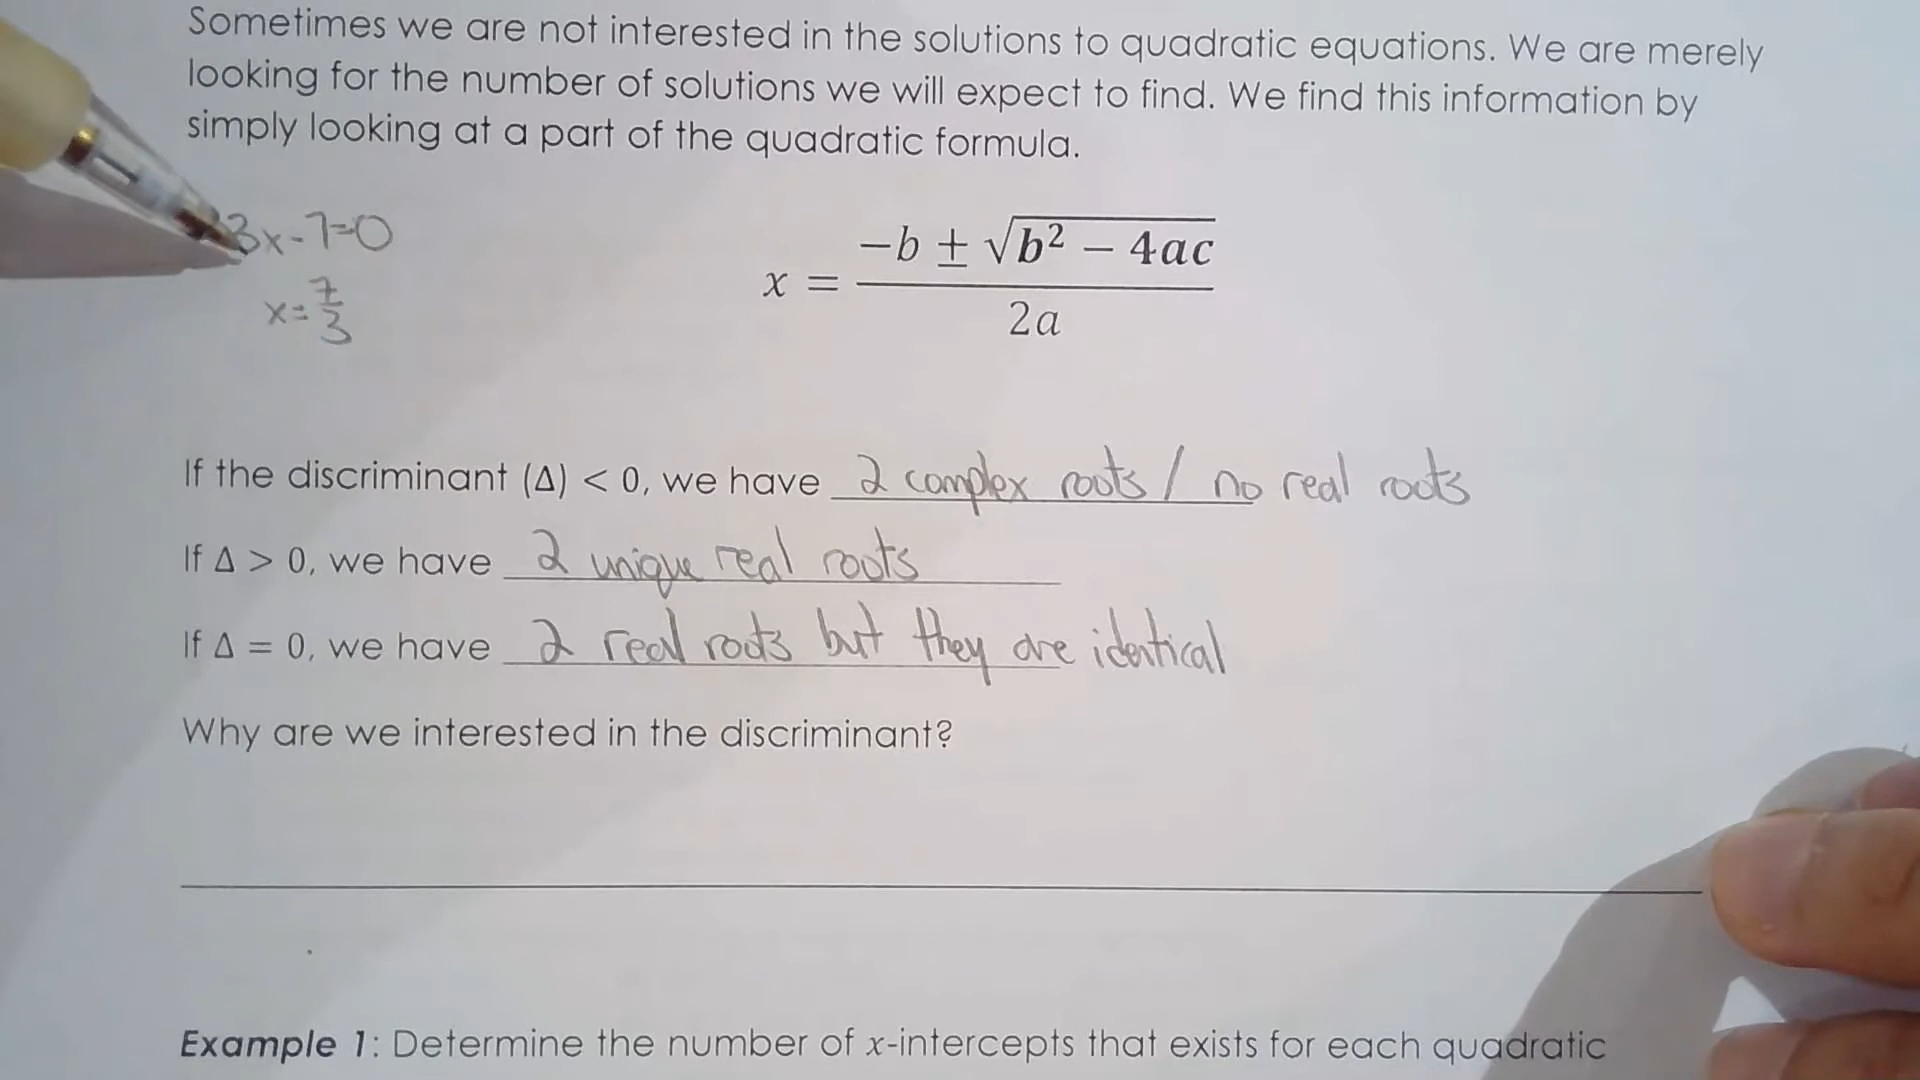 Sometimes we are not interested in the solutions to quadratic equations. We are merely
looking for the number of solutions we will expect to find. We find this information by
simply looking at a part of the quadratic formula.
3x-7=0
x=7/3
x = (−b ± √(b² − 4ac)) / 2a
If the discriminant (Δ) < 0, we have 2 complex roots / no real roots
If Δ > 0, we have 2 unique real roots
If Δ = 0, we have 2 real roots but they are identical
Why are we interested in the discriminant?
Example 1: Determine the number of x-intercepts that exists for each quadratic